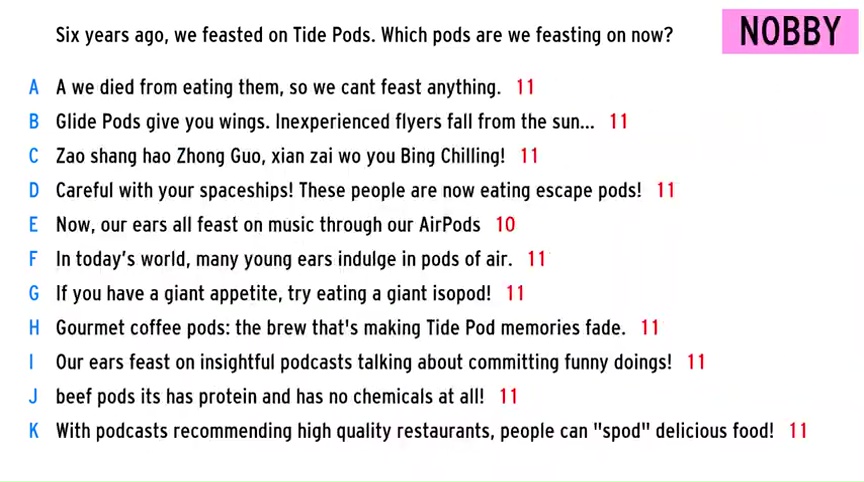 Six years ago, we feasted on Tide Pods. Which pods are we feasting on now?
NOBBY
A A we died from eating them, so we cant feast anything. 11
B Glide Pods give you wings. Inexperienced flyers fall from the sun... 11
C Zao shang hao Zhong Guo, xian zai wo you Bing Chilling! 11
D Careful with your spaceships! These people are now eating escape pods! 11
E Now, our ears all feast on music through our AirPods 10
F In today's world, many young ears indulge in pods of air. 11
G If you have a giant appetite, try eating a giant isopod! 11
H Gourmet coffee pods: the brew that's making Tide Pod memories fade. 11
I Our ears feast on insightful podcasts talking about committing funny doings! 11
J beef pods its has protein and has no chemicals at all! 11
K With podcasts recommending high quality restaurants, people can "spod" delicious food! 11